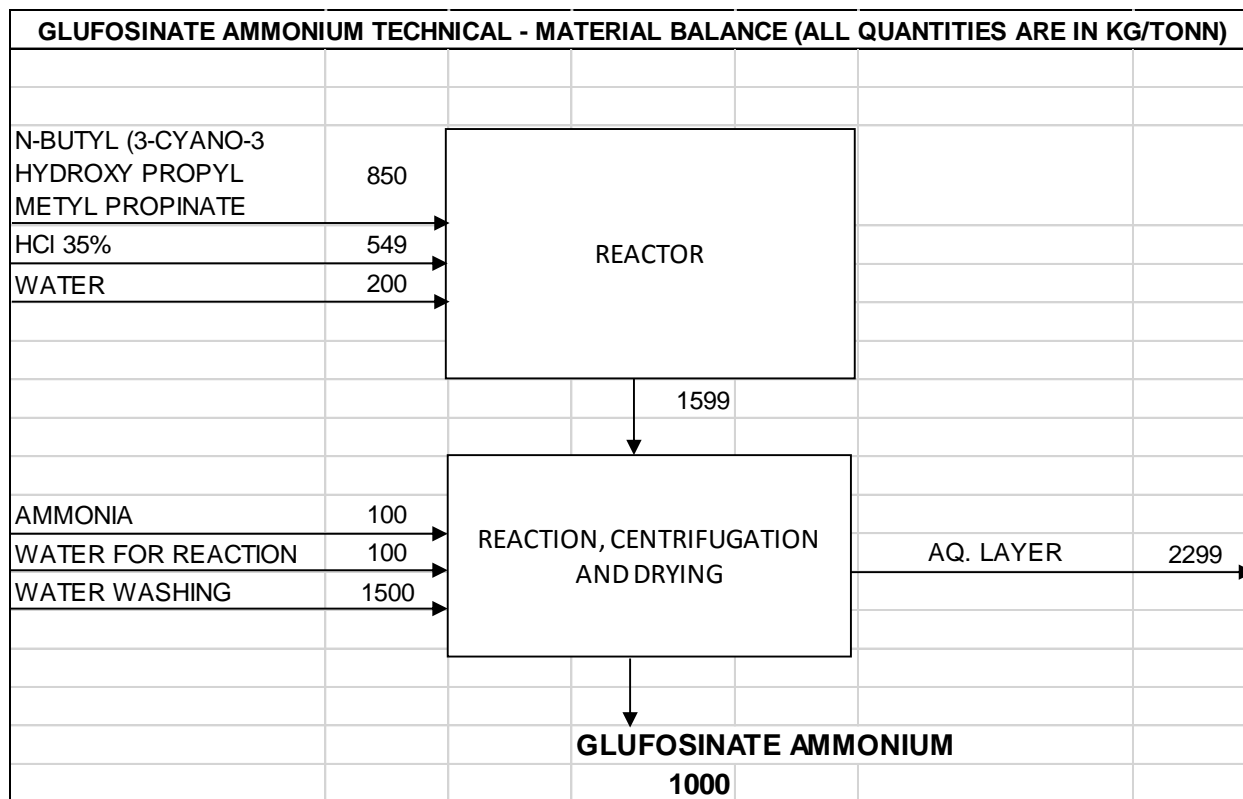 GLUFOSINATE AMMONIUM TECHNICAL - MATERIAL BALANCE (ALL QUANTITIES ARE IN KG/TONN)
N-BUTYL (3-CYANO-3
HYDROXY PROPYL
METYL PROPINATE
850
HCl 35%
549
WATER
200
REACTOR
1599
AMMONIA
100
WATER FOR REACTION
100
WATER WASHING
1500
REACTION, CENTRIFUGATION
AND DRYING
AQ. LAYER
2299
GLUFOSINATE AMMONIUM
1000